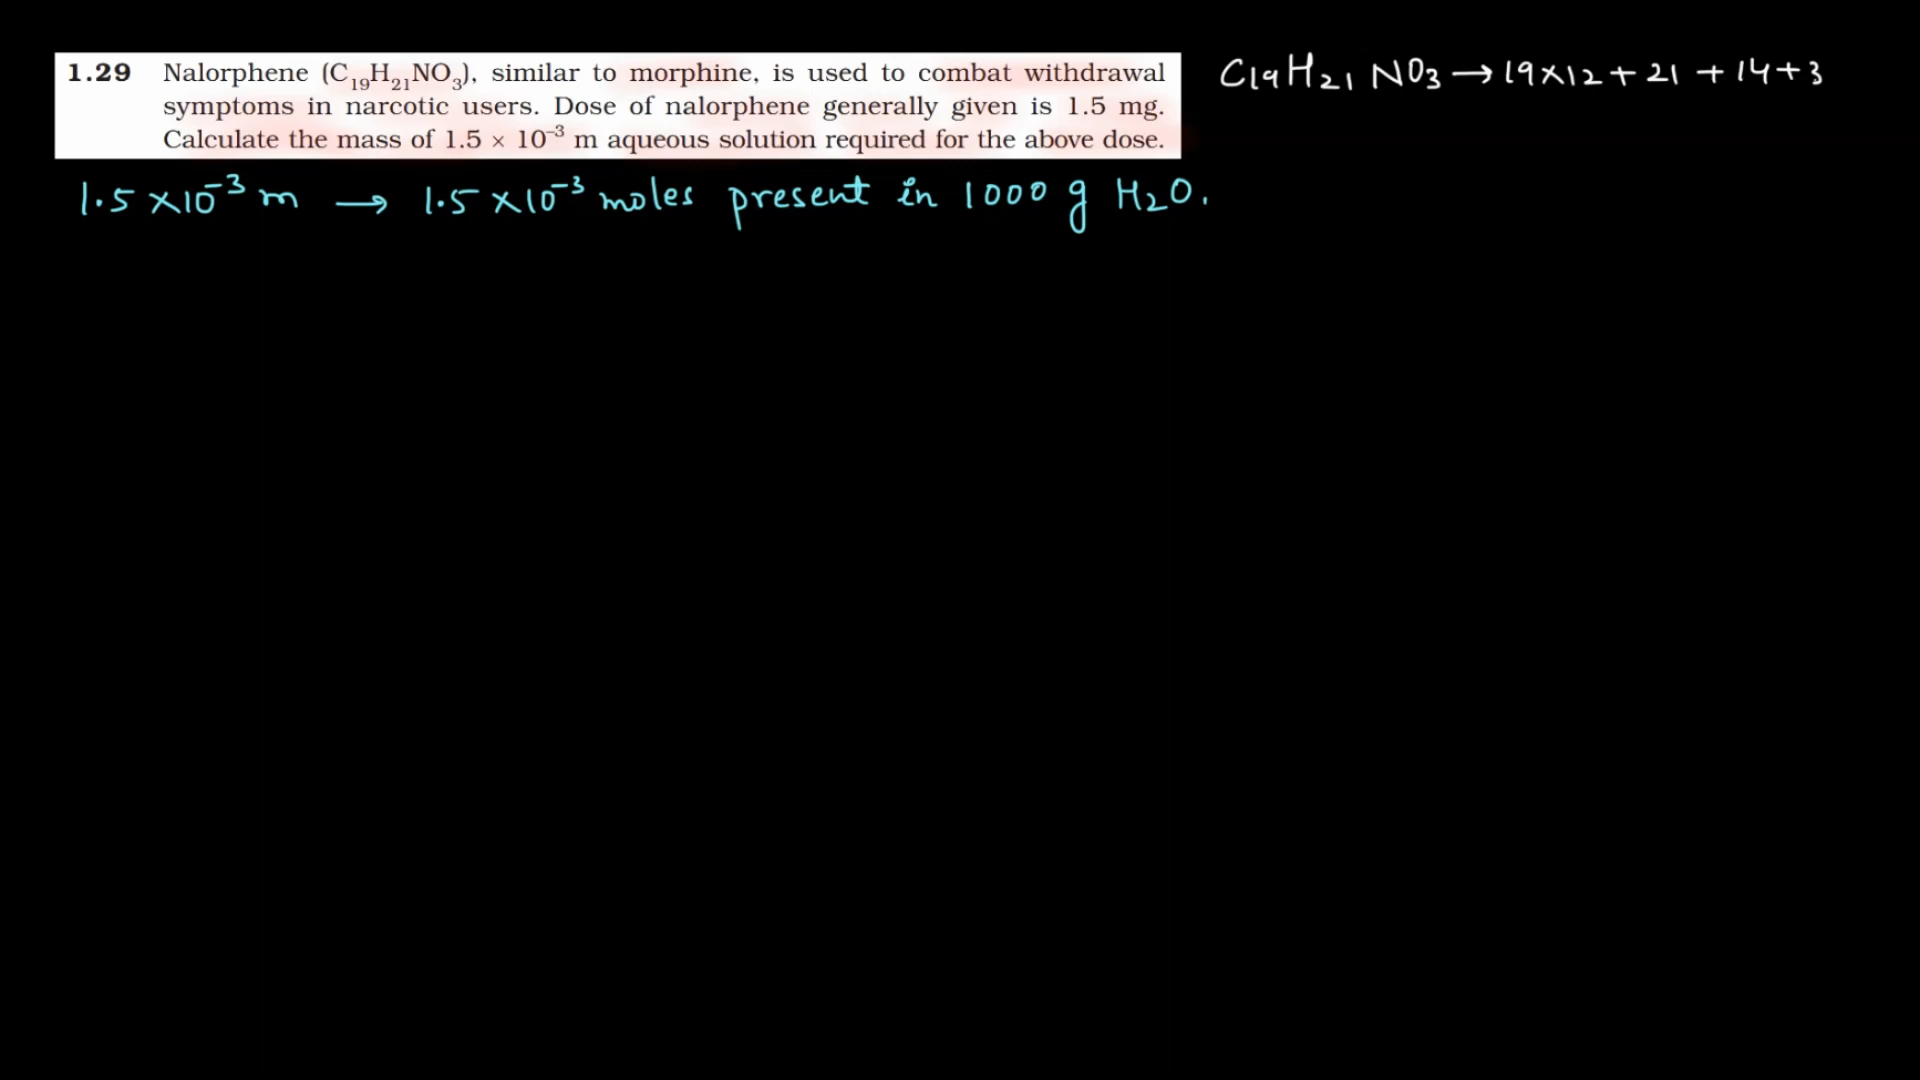 1.29 Nalorphene (C₁₉H₂₁NO₃), similar to morphine, is used to combat withdrawal
symptoms in narcotic users. Dose of nalorphene generally given is 1.5 mg.
Calculate the mass of 1.5 × 10⁻³ m aqueous solution required for the above dose.
C₁₉H₂₁ NO₃ → 19×12 + 21 + 14+3
1.5 ×10⁻³ m → 1.5 ×10⁻³ moles present in 1000 g H₂O.